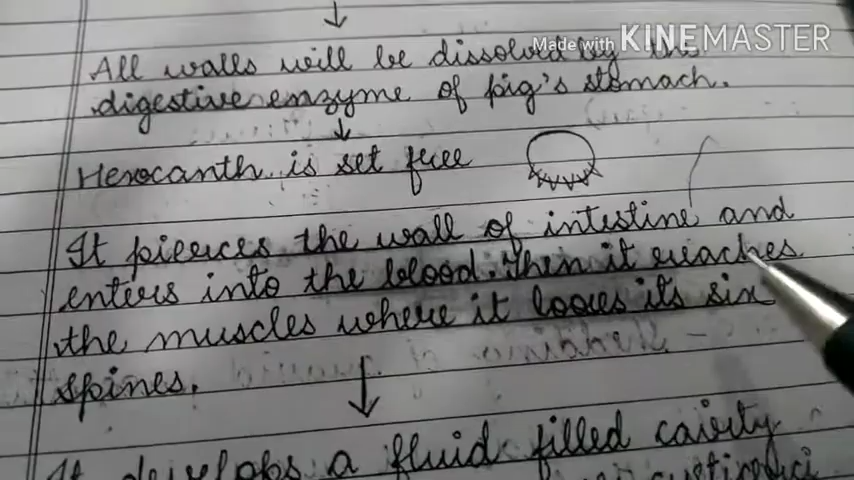 Made with KINEMASTER
All walls will be dissolved by the
digestive enzyme of pig's stomach.
Hexocanth is set free
It pierces the wall of intestine and
enters into the blood. Then it reaches
the muscles where it looses its six
spines.
It develops a fluid filled cavity